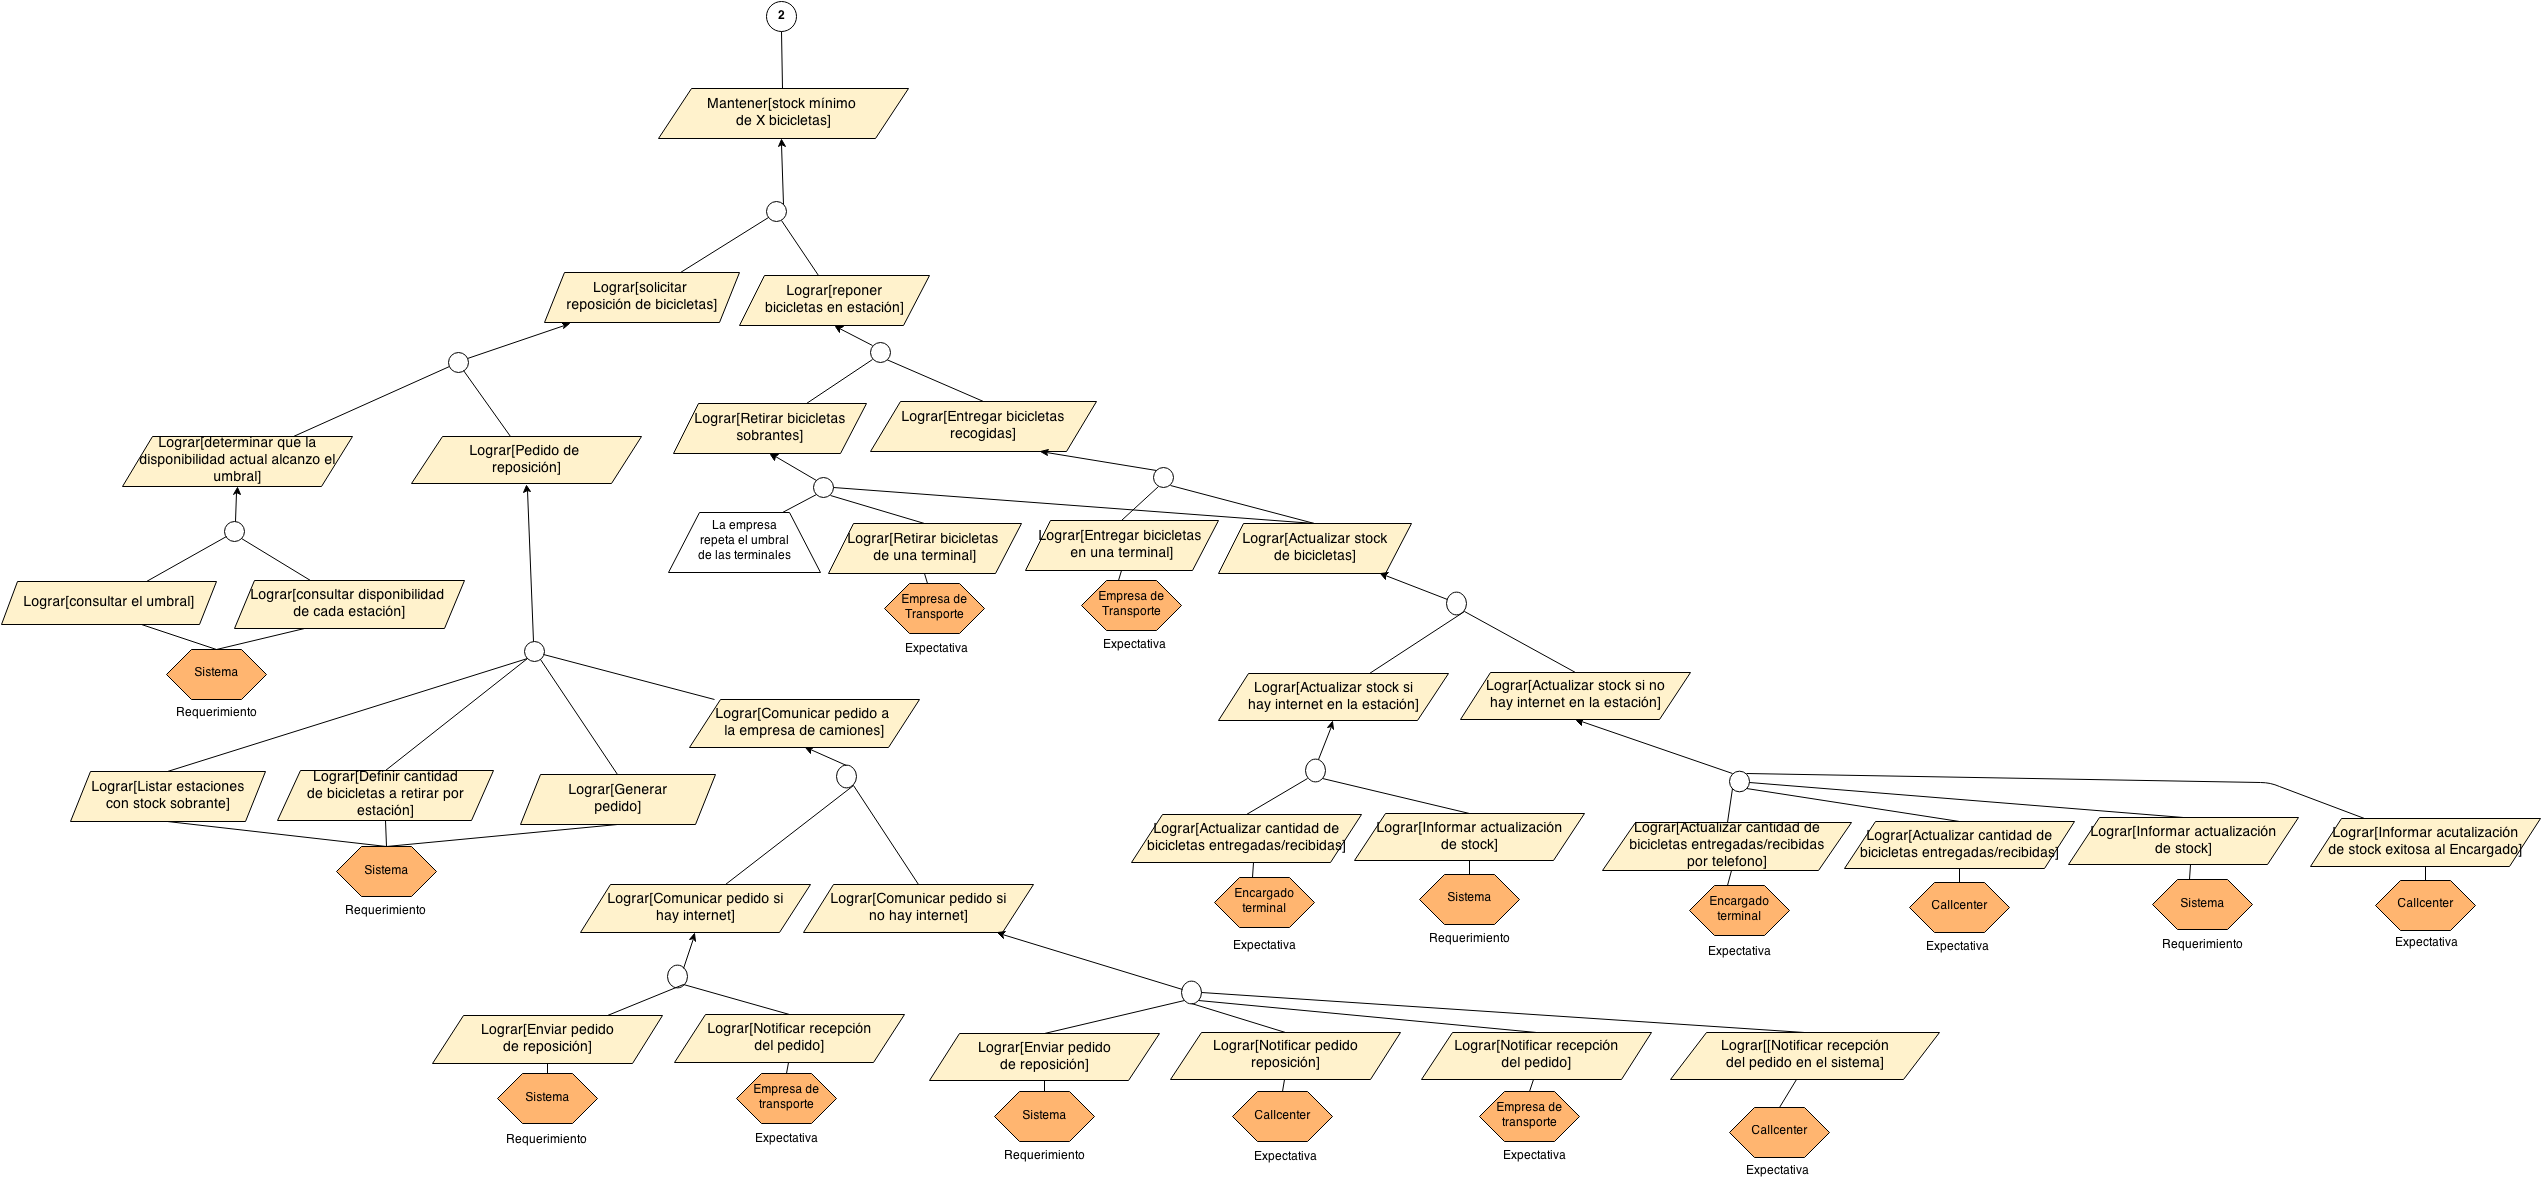 2
Mantener[stock mínimo
de X bicicletas]
Lograr[solicitar
reposición de bicicletas]
Lograr[reponer
bicicletas en estación]
Lograr[Retirar bicicletas
sobrantes]
Lograr[Entregar bicicletas
recogidas]
Lograr[determinar que la
disponibilidad actual alcanzo el
umbral]
Lograr[Pedido de
reposición]
La empresa
repeta el umbral
de las terminales
Lograr[Retirar bicicletas
de una terminal]
Lograr[Entregar bicicletas
en una terminal]
Lograr[Actualizar stock
de bicicletas]
Empresa de
Transporte
Expectativa
Empresa de
Transporte
Expectativa
Lograr[consultar el umbral]
Lograr[consultar disponibilidad
de cada estación]
Sistema
Requerimiento
Lograr[Comunicar pedido a
la empresa de camiones]
Lograr[Actualizar stock si
hay internet en la estación]
Lograr[Actualizar stock si no
hay internet en la estación]
Lograr[Listar estaciones
con stock sobrante]
Lograr[Definir cantidad
de bicicletas a retirar por
estación]
Lograr[Generar
pedido]
Sistema
Requerimiento
Lograr[Actualizar cantidad de
bicicletas entregadas/recibidas]
Lograr[Informar actualización
de stock]
Lograr[Actualizar cantidad de
bicicletas entregadas/recibidas
por telefono]
Lograr[Actualizar cantidad de
bicicletas entregadas/recibidas]
Lograr[Informar actualización
de stock]
Lograr[Informar acutalización
de stock exitosa al Encargado]
Encargado
terminal
Expectativa
Sistema
Requerimiento
Encargado
terminal
Expectativa
Callcenter
Expectativa
Sistema
Requerimiento
Callcenter
Expectativa
Lograr[Comunicar pedido si
hay internet]
Lograr[Comunicar pedido si
no hay internet]
Lograr[Enviar pedido
de reposición]
Lograr[Notificar recepción
del pedido]
Lograr[Enviar pedido
de reposición]
Lograr[Notificar pedido
reposición]
Lograr[Notificar recepción
del pedido]
Lograr[[Notificar recepción
del pedido en el sistema]
Sistema
Requerimiento
Empresa de
transporte
Expectativa
Sistema
Requerimiento
Callcenter
Expectativa
Empresa de
transporte
Expectativa
Callcenter
Expectativa